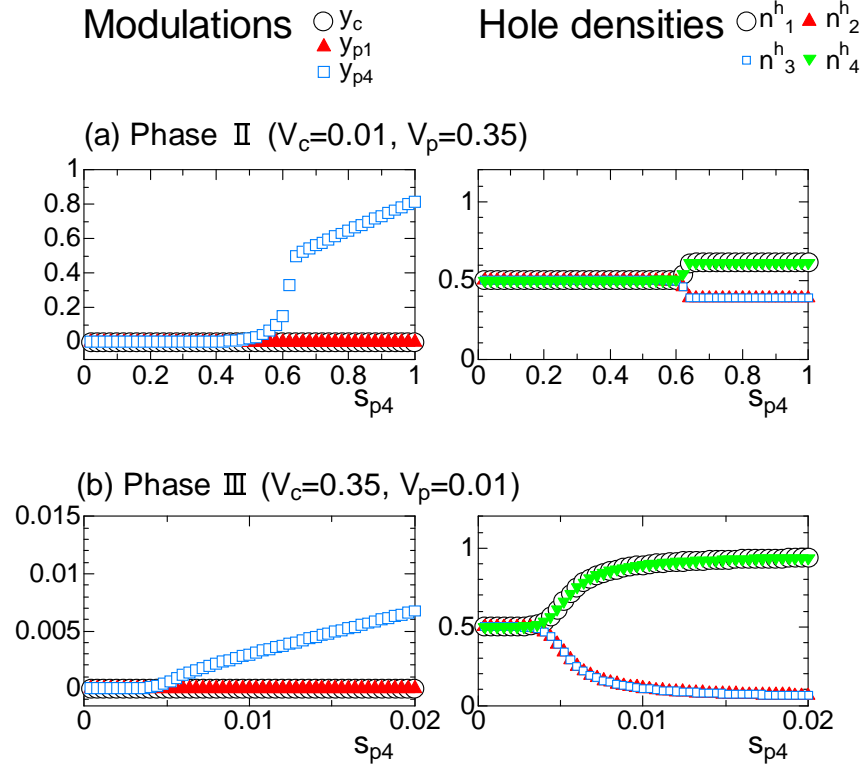 Modulations
y_c
y_p1
y_p4
Hole densities
n^h_1 n^h_2
n^h_3 n^h_4
(a) Phase Ⅱ (V_c=0.01, V_p=0.35)
1
0.8
0.6
0.4
0.2
0
0 0.2 0.4 0.6 0.8 1
s_p4
1
0.5
0
0 0.2 0.4 0.6 0.8 1
s_p4
(b) Phase Ⅲ (V_c=0.35, V_p=0.01)
0.015
0.01
0.005
0
0 0.01 0.02
s_p4
1
0.5
0
0 0.01 0.02
s_p4